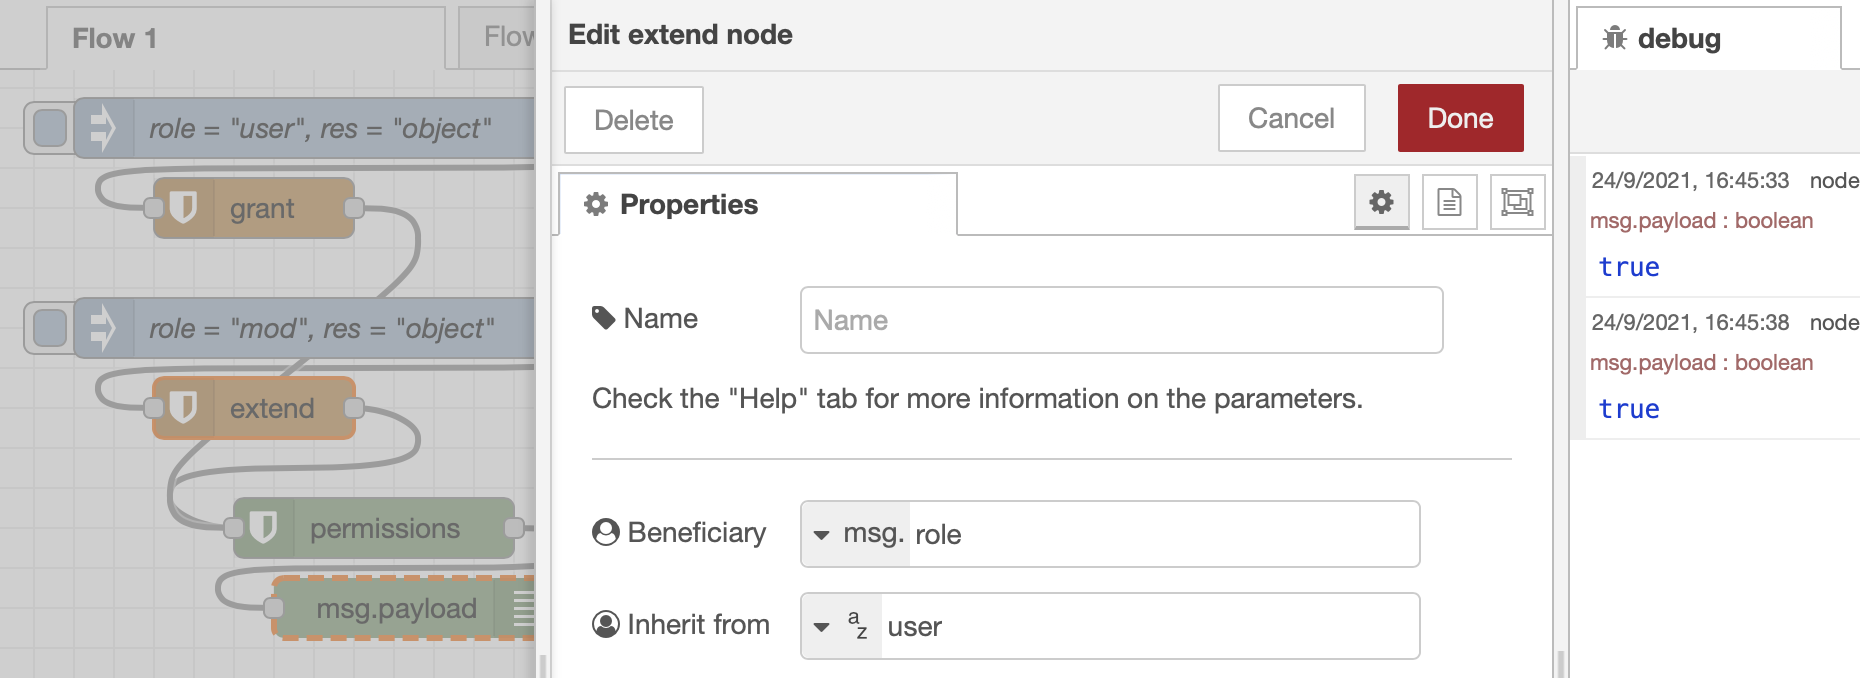 Flow 1
Flow
role = "user", res = "object"
grant
role = "mod", res = "object"
extend
permissions
msg.payload
Edit extend node
Delete
Cancel
Done
Properties
Name
Name
Check the "Help" tab for more information on the parameters.
Beneficiary
msg. role
Inherit from
az user
debug
24/9/2021, 16:45:33 node
msg.payload : boolean
true
24/9/2021, 16:45:38 node
msg.payload : boolean
true